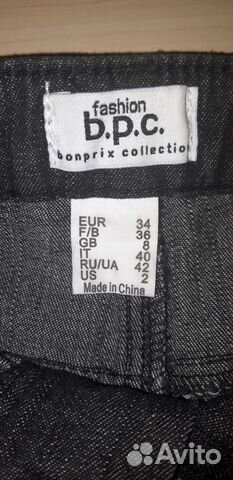 fashion
b.p.c.
bonprix collection
EUR 34
F/B 36
GB 8
IT 40
RU/UA 42
US 2
Made in China
Avito